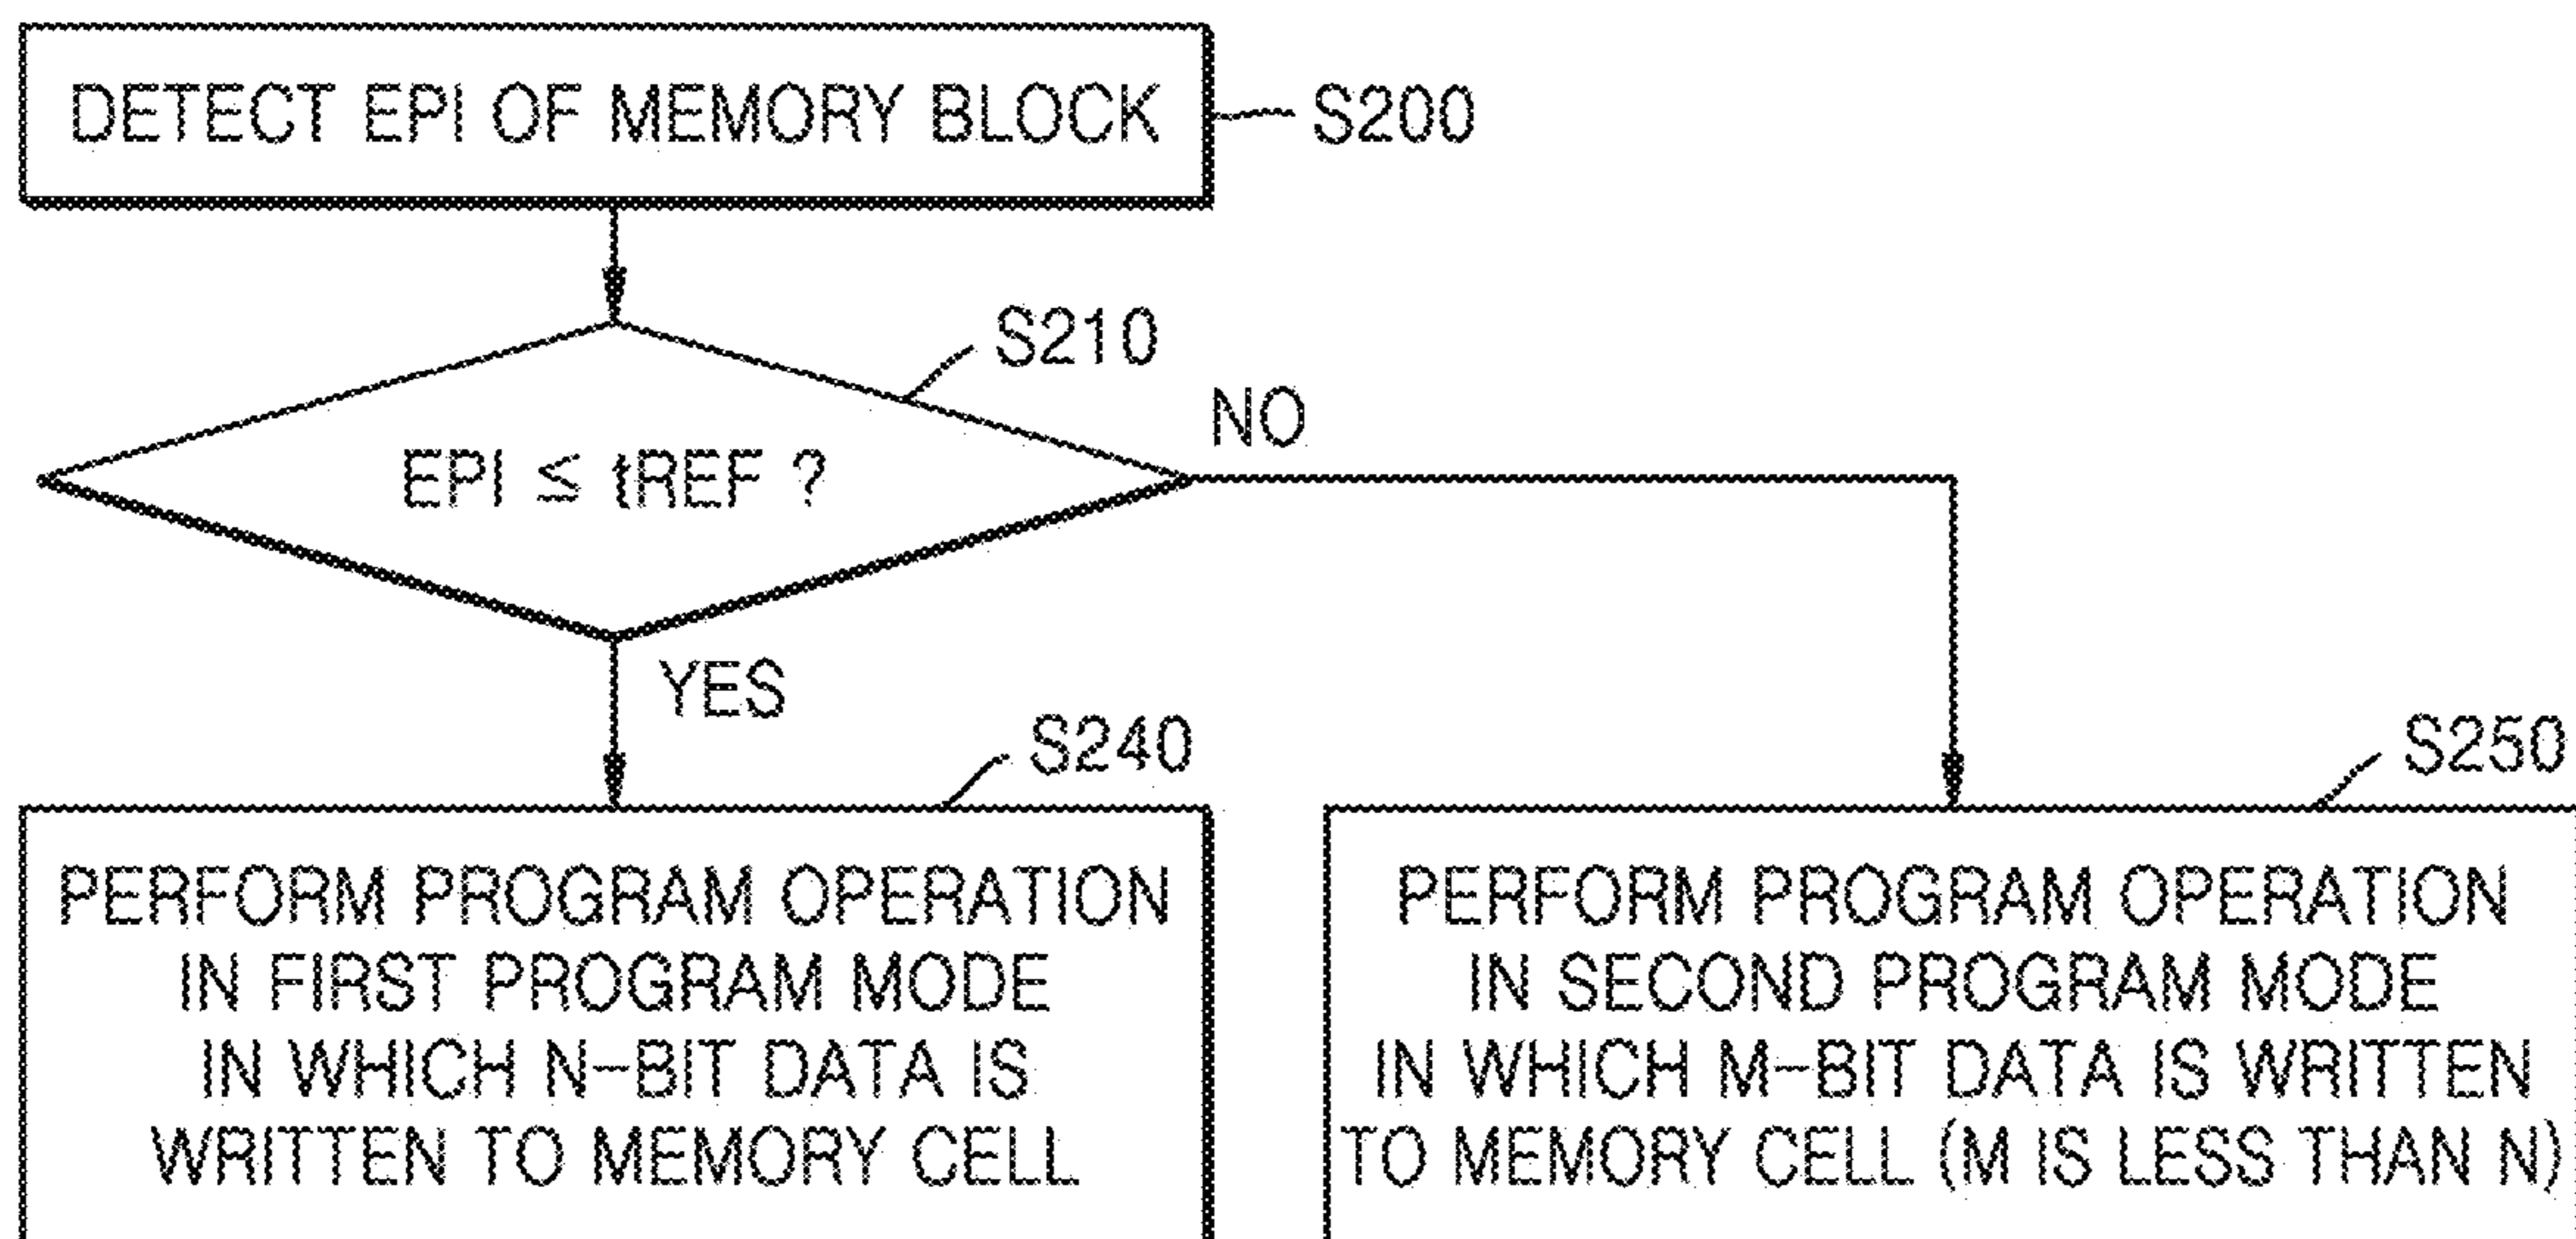 DETECT EPI OF MEMORY BLOCK
S200
S210
NO
EPI ≤ tREF ?
YES
S240
S250
PERFORM PROGRAM OPERATION
IN FIRST PROGRAM MODE
IN WHICH N-BIT DATA IS
WRITTEN TO MEMORY CELL
PERFORM PROGRAM OPERATION
IN SECOND PROGRAM MODE
IN WHICH M-BIT DATA IS WRITTEN
TO MEMORY CELL (M IS LESS THAN N)